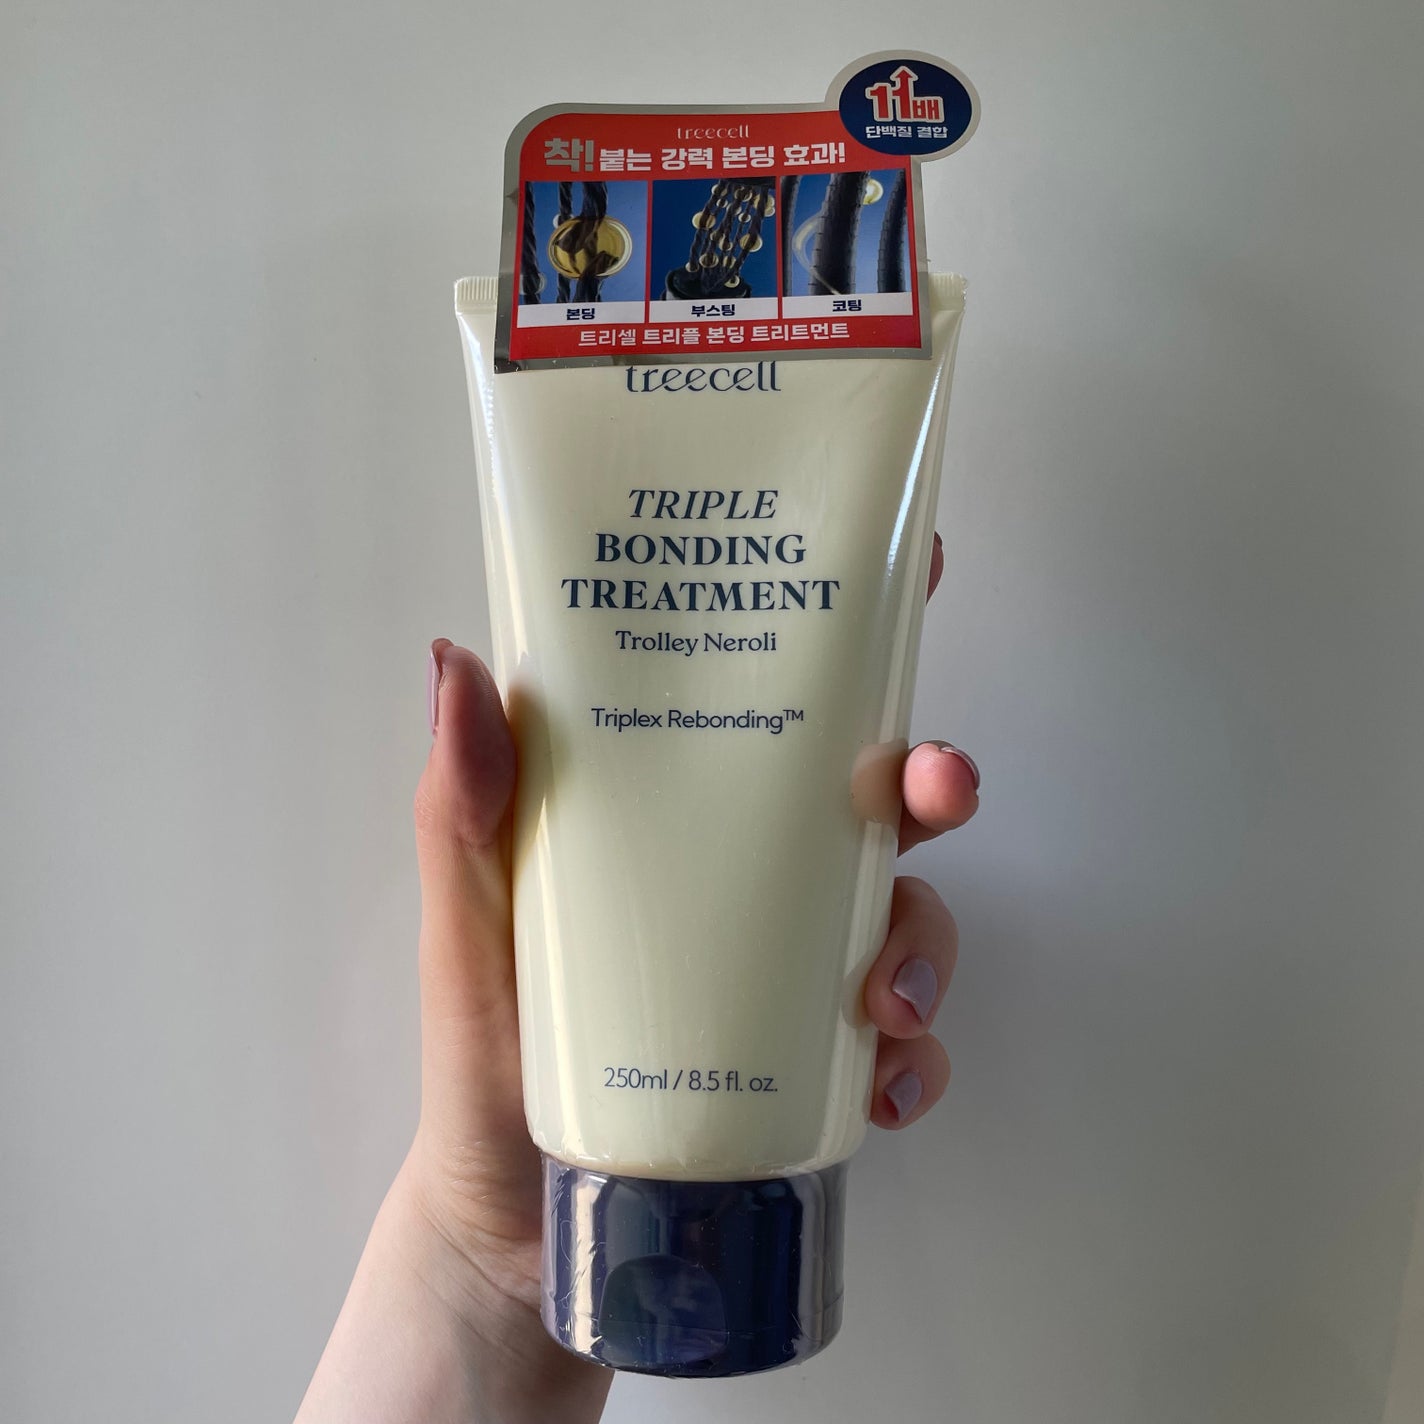 11배
단백질 결합
treecell
착! 붙는 강력 본딩 효과!
본딩 부스팅 코팅
트리셀 트리플 본딩 트리트먼트
treecell
TRIPLE
BONDING
TREATMENT
Trolley Neroli
Triplex Rebonding™
250ml / 8.5 fl. oz.